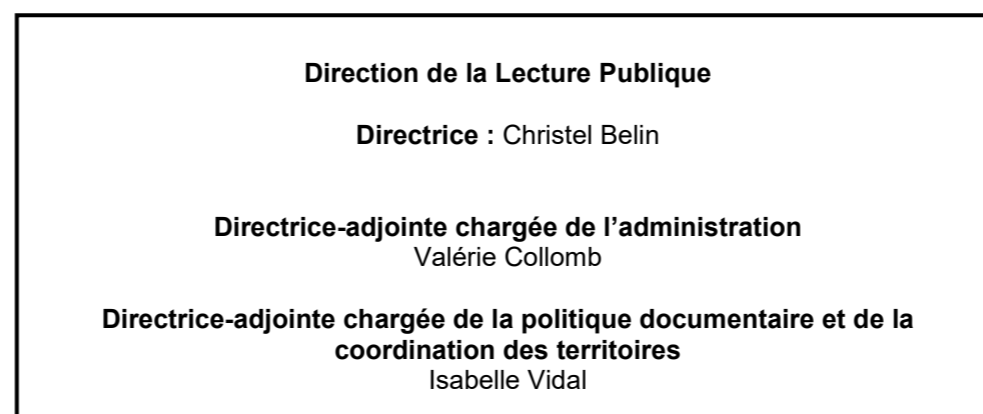 Direction de la Lecture Publique
Directrice : Christel Belin
Directrice-adjointe chargée de l’administration
Valérie Collomb
Directrice-adjointe chargée de la politique documentaire et de la
coordination des territoires
Isabelle Vidal